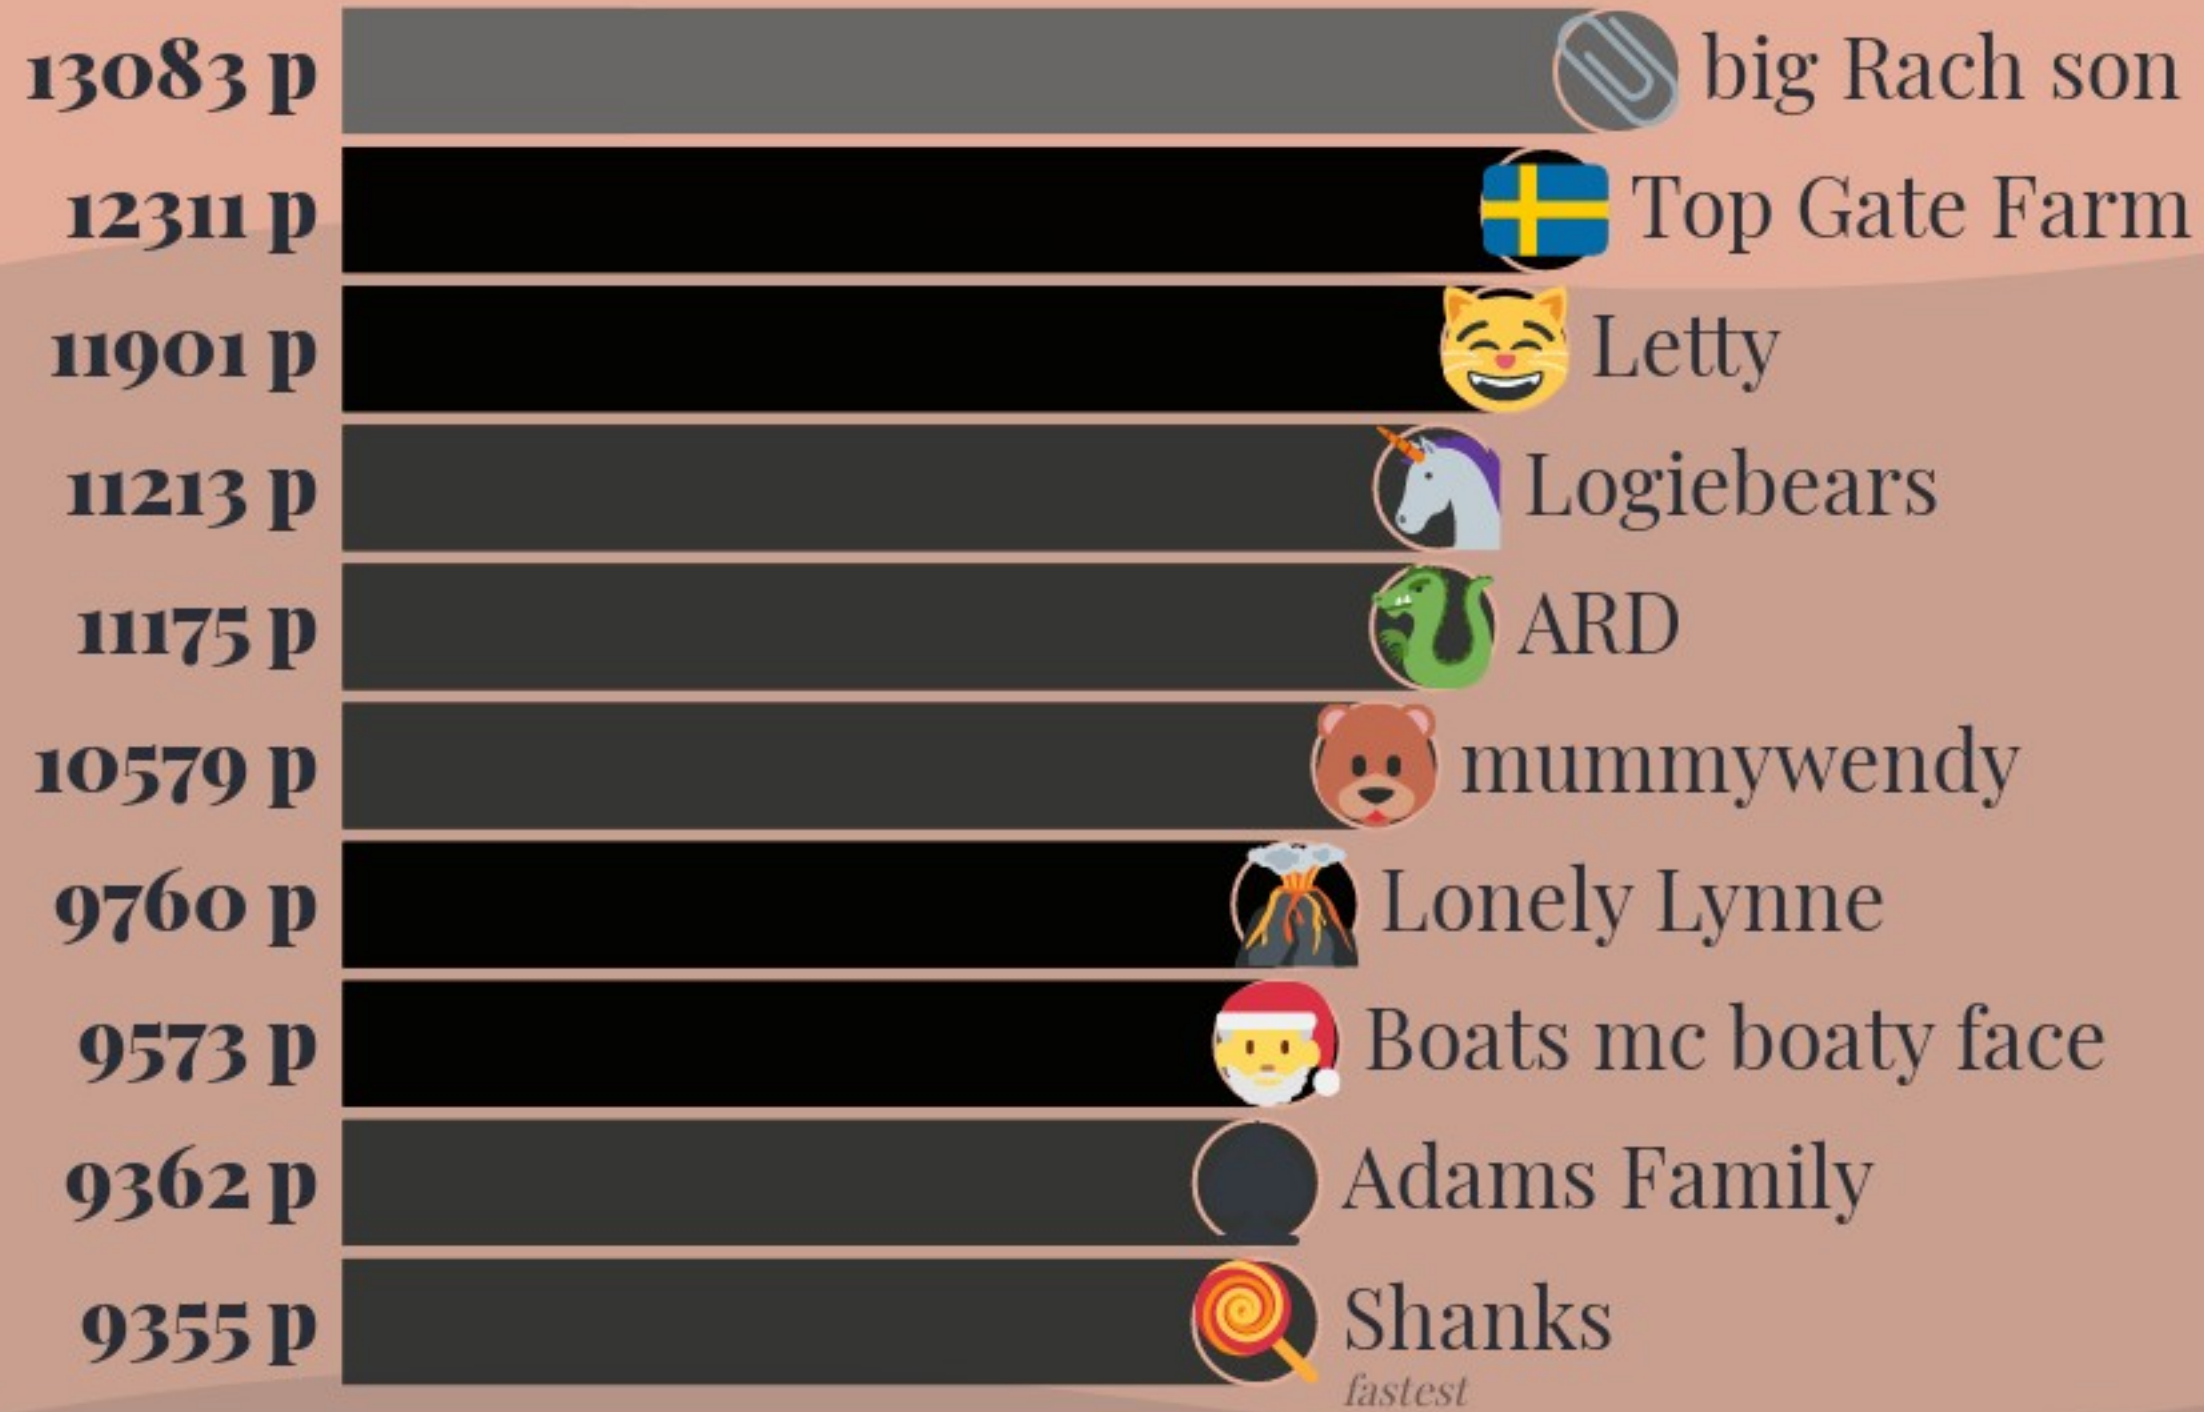 13083 p big Rach son
12311 p Top Gate Farm
11901 p Letty
11213 p Logiebears
11175 p ARD
10579 p mummywendy
9760 p Lonely Lynne
9573 p Boats mc boaty face
9362 p Adams Family
9355 p Shanks
fastest